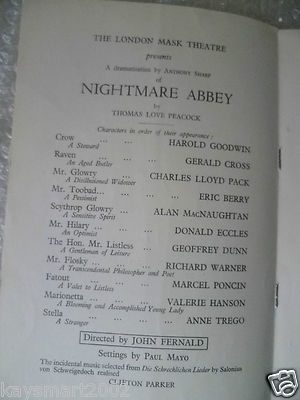 THE LONDON MASK THEATRE
presents
A dramatisation by ANTHONY SHARP
of
NIGHTMARE ABBEY
by
THOMAS LOVE PEACOCK
Characters in order of their appearance :
Crow ... ... ... HAROLD GOODWIN
A Steward
Raven ... ... ... GERALD CROSS
An Aged Butler
Mr. Glowry ... ... CHARLES LLOYD PACK
A Disillusioned Widower
Mr. Toobad... ... ... ERIC BERRY
A Pessimist
Scythrop Glowry ... ... ALAN MACNAUGHTAN
A Sensitive Spirit
Mr. Hilary ... ... ... DONALD ECCLES
An Optimist
The Hon. Mr. Listless ... GEOFFREY DUNN
A Gentleman of Leisure
Mr. Flosky ... ... ... RICHARD WARNER
A Transcendental Philosopher and Poet
Fatout ... ... ... MARCEL PONCIN
A Valet to Listless
Marionetta ... ... VALERIE HANSON
A Blooming and Accomplished Young Lady
Stella ... ... ... ANNE TREGO
A Stranger
Directed by JOHN FERNALD
Settings by PAUL MAYO
The incidental music selected from Die Schrechlichen Lieder by Salonius
von Schweigedoch realised
CLIFTON PARKER
kaysmart2002